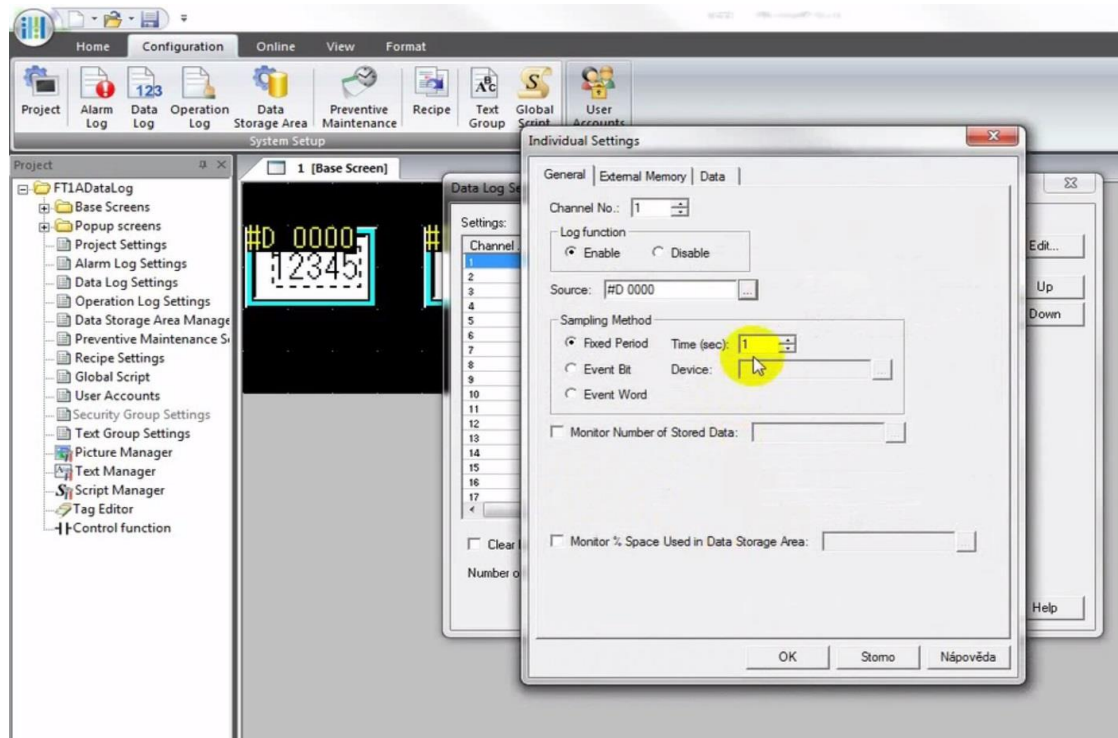 Home Configuration Online View Format
Project Alarm Log Data Log Operation Log Data Storage Area Preventive Maintenance Recipe Text Group Global Script User Accounts
123
System Setup
Project
1 [Base Screen]
FT1ADataLog
Base Screens
Popup screens
Project Settings
Alarm Log Settings
Data Log Settings
Operation Log Settings
Data Storage Area Manage
Preventive Maintenance S
Recipe Settings
Global Script
User Accounts
Security Group Settings
Text Group Settings
Picture Manager
Text Manager
Script Manager
Tag Editor
Control function
#D 0000
12345
#
Data Log Se
Settings:
Channel
1
2
3
4
5
6
7
8
9
10
11
12
13
14
15
16
17
Clear
Number o
Edit...
Up
Down
Help
Individual Settings
General External Memory Data
Channel No.: 1
Log function
Enable Disable
Source: #D 0000 ...
Sampling Method
Fixed Period Time (sec): 1
Event Bit Device: ...
Event Word
Monitor Number of Stored Data: ...
Monitor % Space Used in Data Storage Area: ...
OK Storno Nápověda